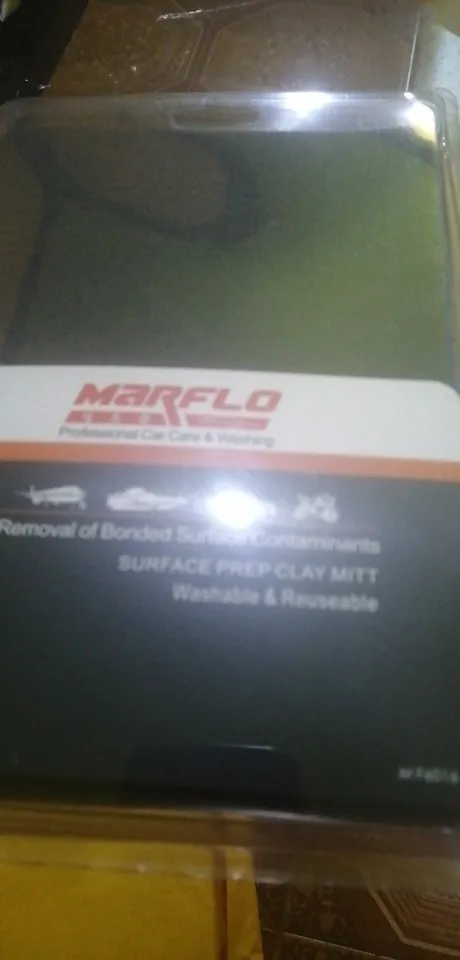 MARFLO
Professional Car Care & Washing
Removal of Bonded Surface Contaminants
SURFACE PREP CLAY MITT
Washable & Reuseable